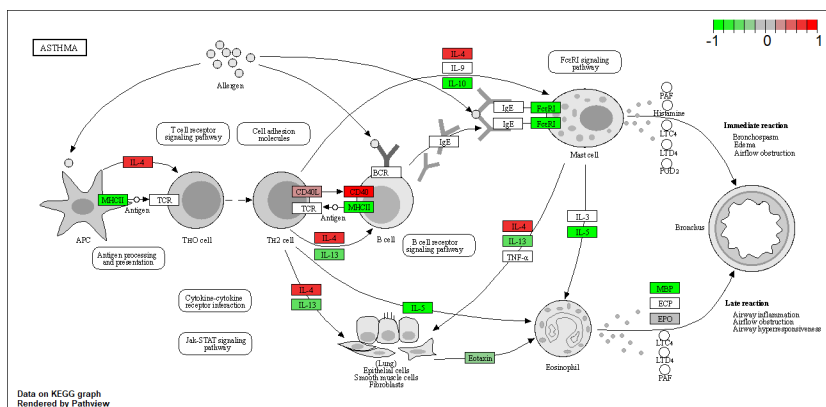 ASTHMA
-1 0 1
Allergen
IL-4
IL-9
IL-10
FcεRI signaling
pathway
T cell receptor
signaling pathway
Cell adhesion
molecules
IgE
FcεRI
IgE
FcεRI
IgE
Mast cell
PAF
Histamine
LTC4
LTD4
PGD2
Immediate reaction
Bronchospasm
Edema
Airflow obstruction
IL-4
MHCII
Antigen
TCR
APC
TH0 cell
TH2 cell
CD40L
CD40
TCR
MHCII
Antigen
BCR
B cell
IL-4
IL-13
B cell receptor
signaling pathway
Antigen processing
and presentation
IL-4
IL-13
TNF-α
IL-3
IL-5
Bronchus
Cytokine-cytokine
receptor interaction
IL-4
IL-13
IL-5
Jak-STAT signaling
pathway
(Lung)
Epithelial cells
Smooth muscle cells
Fibroblasts
Eotaxin
Eosinophil
MBP
ECP
EPO
LTC4
LTD4
PAF
Late reaction
Airway inflammation
Airflow obstruction
Airway hyperresponsiveness
Data on KEGG graph
Rendered by Pathview